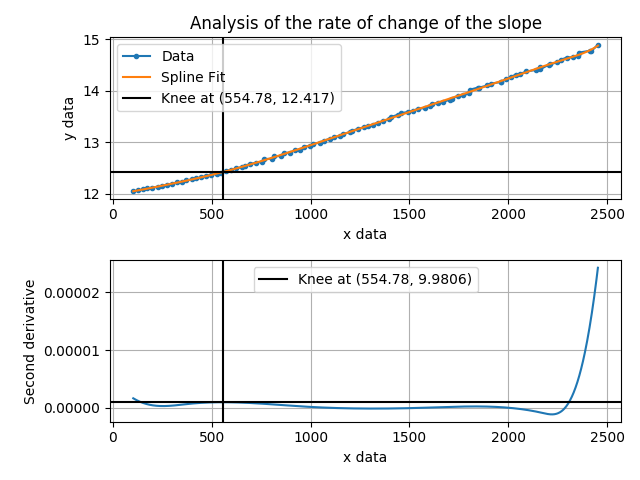 Analysis of the rate of change of the slope
15
14
13
12
y data
Data
Spline Fit
Knee at (554.78, 12.417)
0 500 1000 1500 2000 2500
x data
0.00002
0.00001
0.00000
Second derivative
Knee at (554.78, 9.9806)
0 500 1000 1500 2000 2500
x data